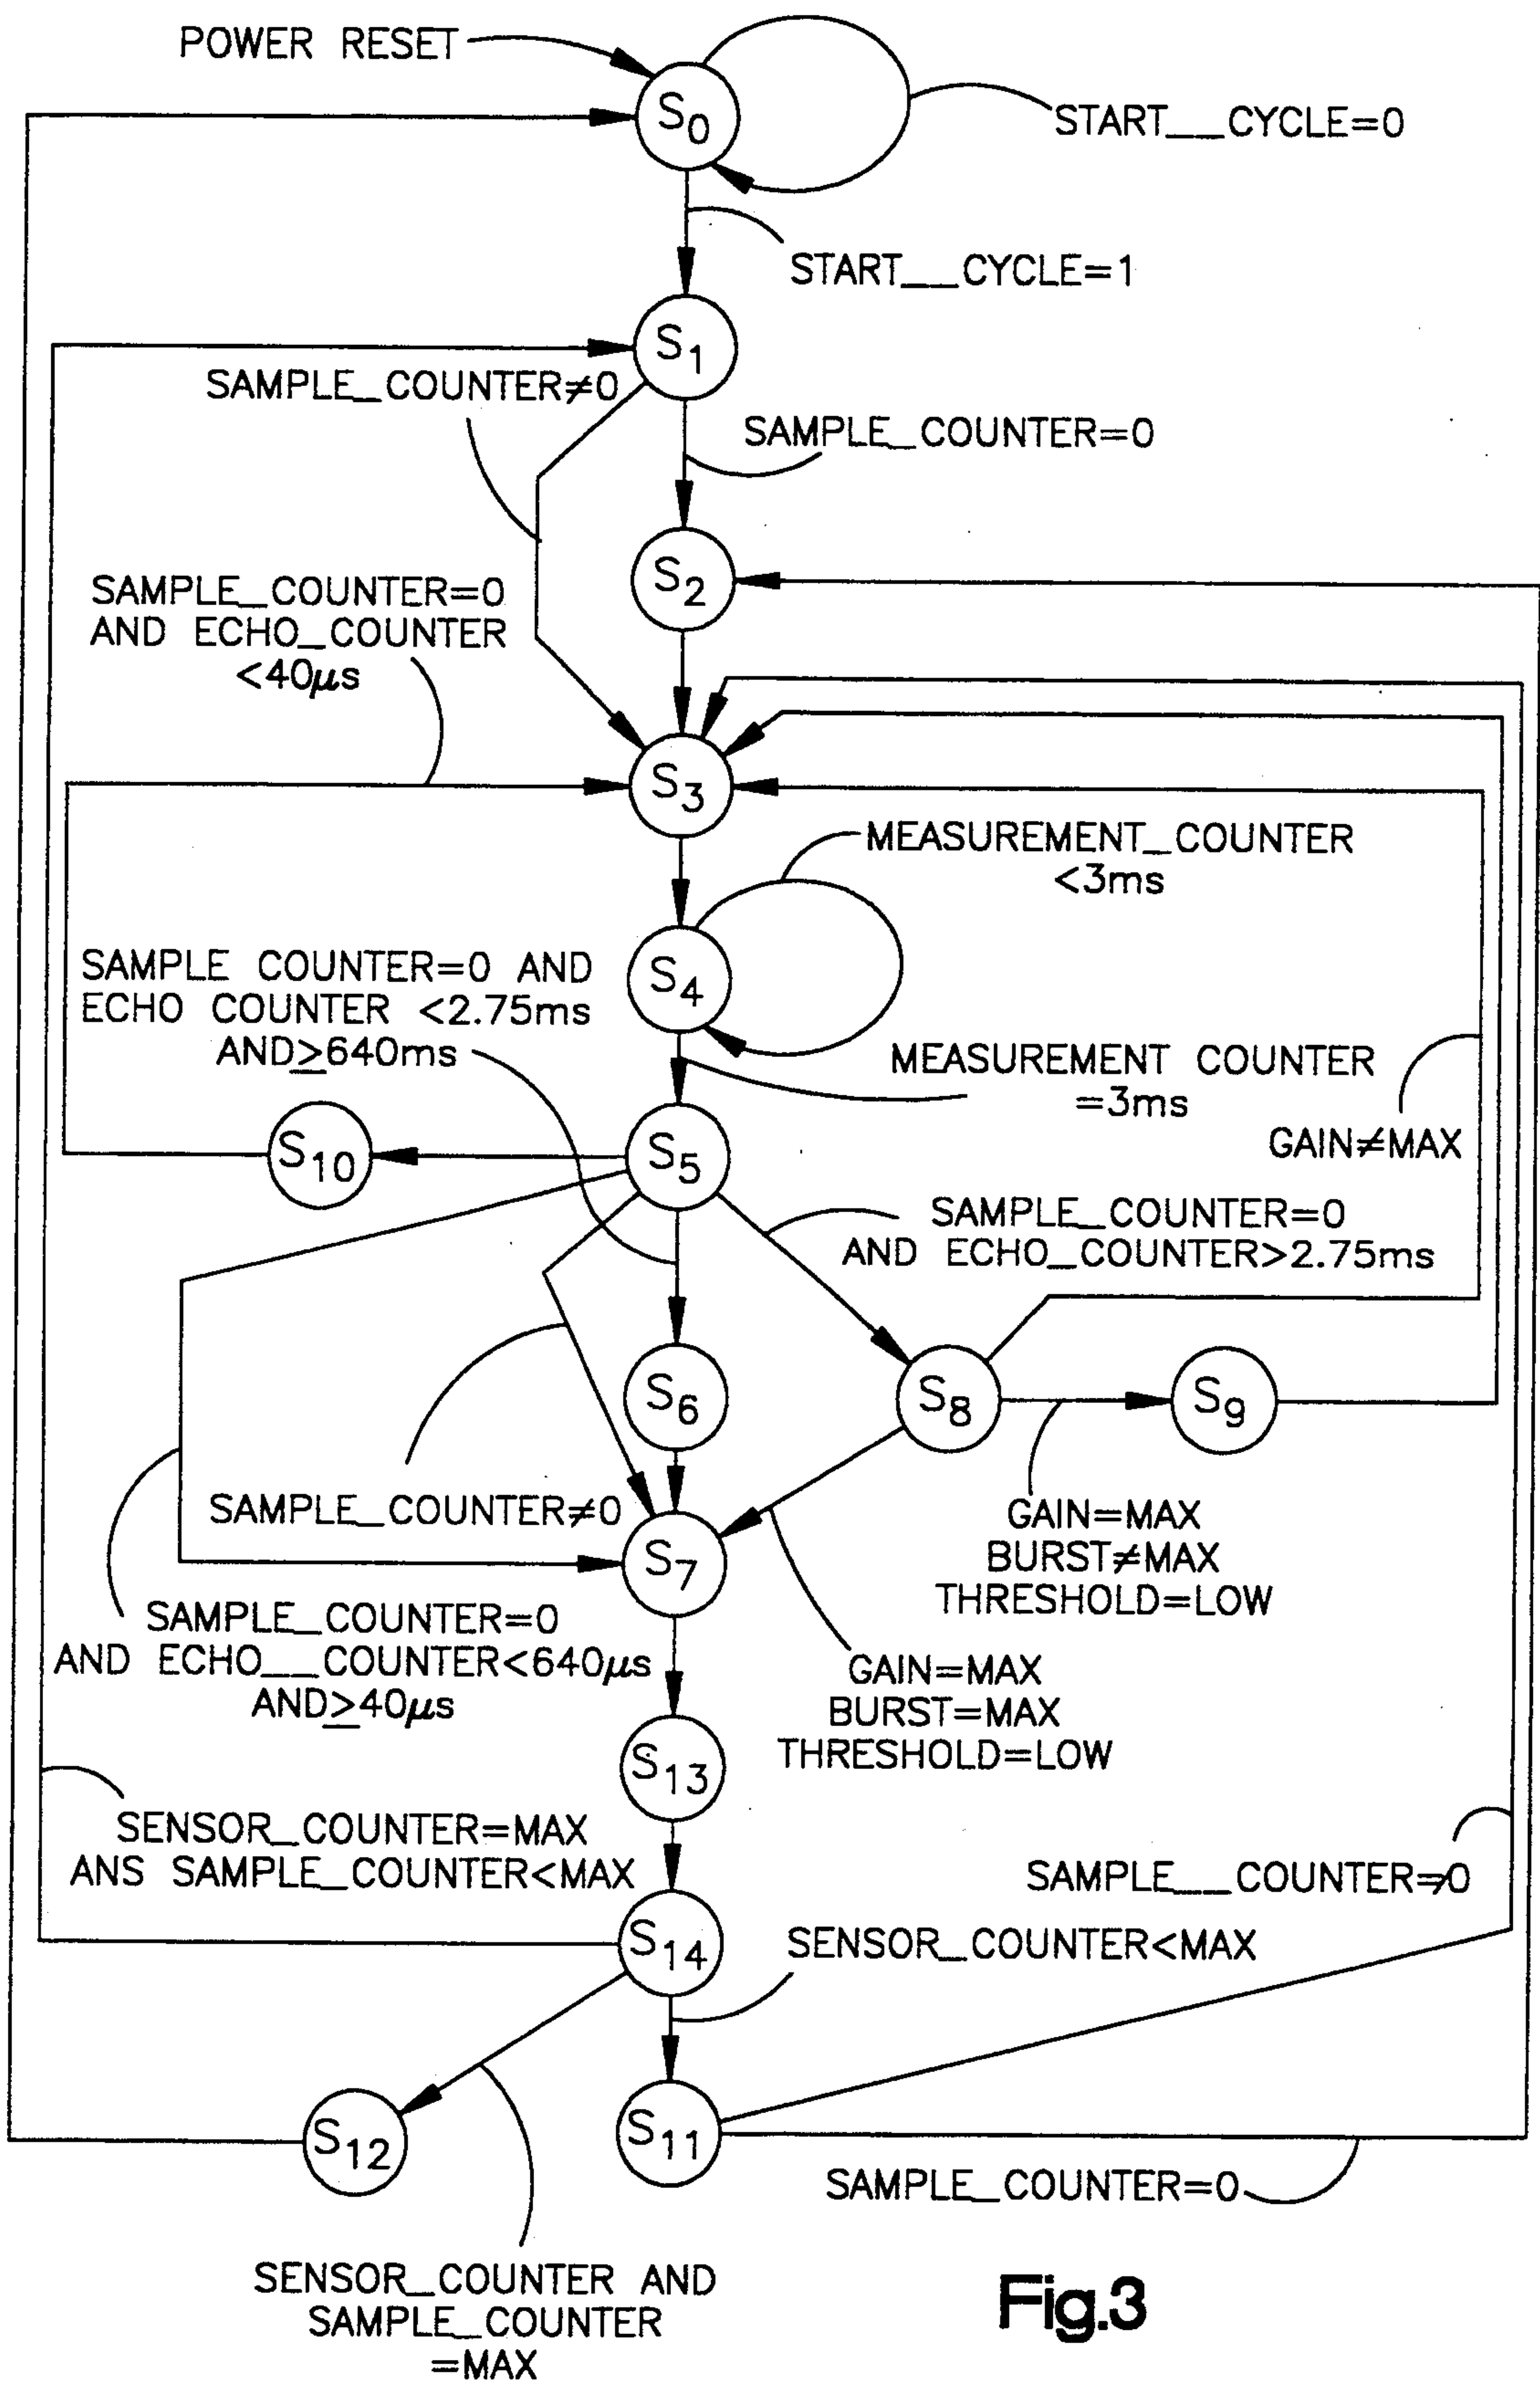 POWER RESET
S0
START__CYCLE=0
START__CYCLE=1
S1
SAMPLE_COUNTER≠0
SAMPLE_COUNTER=0
S2
SAMPLE_COUNTER=0
AND ECHO_COUNTER
<40μs
S3
MEASUREMENT_COUNTER
<3ms
SAMPLE COUNTER=0 AND
ECHO COUNTER <2.75ms
AND≥640ms
S4
MEASUREMENT COUNTER
=3ms
GAIN≠MAX
S10
S5
SAMPLE_COUNTER=0
AND ECHO_COUNTER>2.75ms
S6
S8
S9
SAMPLE_COUNTER≠0
GAIN=MAX
BURST≠MAX
THRESHOLD=LOW
S7
SAMPLE_COUNTER=0
AND ECHO__COUNTER<640μs
AND≥40μs
GAIN=MAX
BURST=MAX
THRESHOLD=LOW
S13
SENSOR_COUNTER=MAX
ANS SAMPLE_COUNTER<MAX
SAMPLE__COUNTER≠0
S14
SENSOR_COUNTER<MAX
S12
S11
SAMPLE_COUNTER=0
SENSOR_COUNTER AND
SAMPLE_COUNTER
=MAX
Fig.3